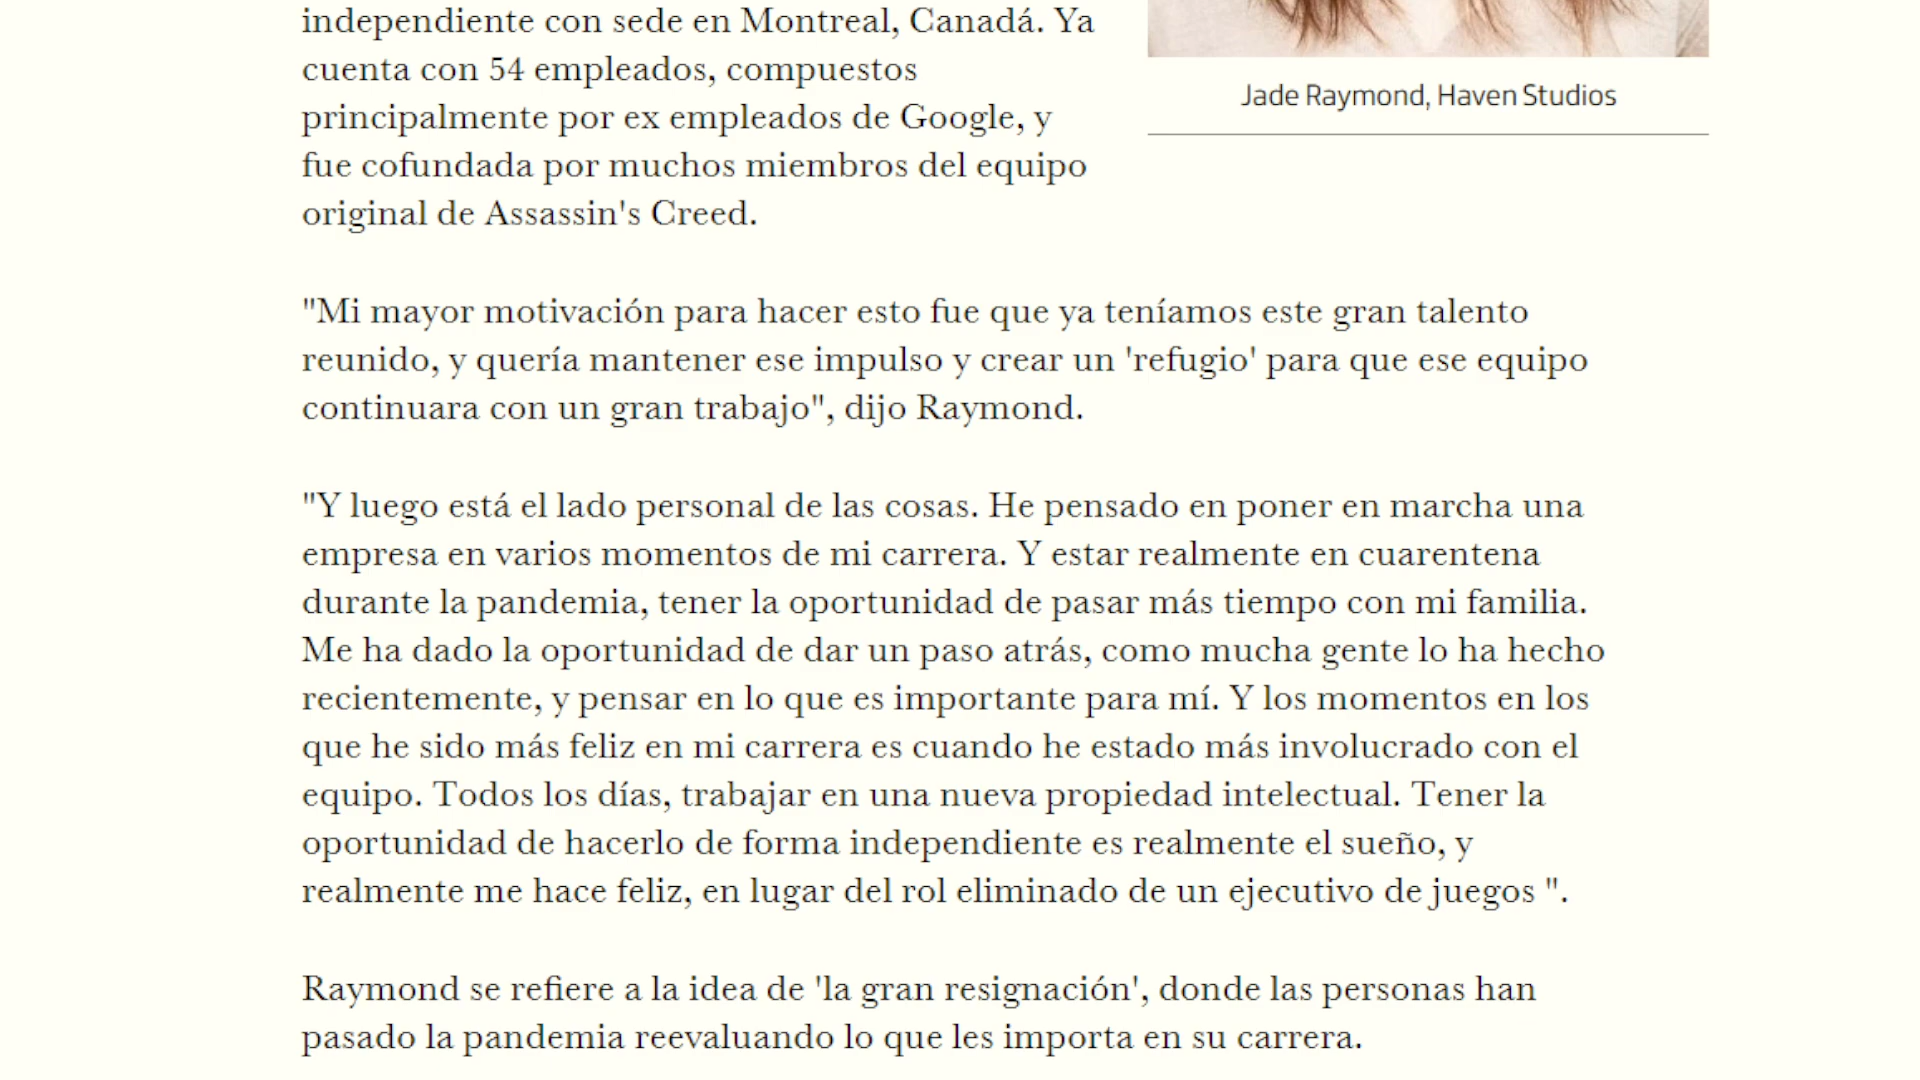 independiente con sede en Montreal, Canadá. Ya
cuenta con 54 empleados, compuestos
principalmente por ex empleados de Google, y
fue cofundada por muchos miembros del equipo
original de Assassin's Creed.
Jade Raymond, Haven Studios
"Mi mayor motivación para hacer esto fue que ya teníamos este gran talento
reunido, y quería mantener ese impulso y crear un 'refugio' para que ese equipo
continuara con un gran trabajo", dijo Raymond.
"Y luego está el lado personal de las cosas. He pensado en poner en marcha una
empresa en varios momentos de mi carrera. Y estar realmente en cuarentena
durante la pandemia, tener la oportunidad de pasar más tiempo con mi familia.
Me ha dado la oportunidad de dar un paso atrás, como mucha gente lo ha hecho
recientemente, y pensar en lo que es importante para mí. Y los momentos en los
que he sido más feliz en mi carrera es cuando he estado más involucrado con el
equipo. Todos los días, trabajar en una nueva propiedad intelectual. Tener la
oportunidad de hacerlo de forma independiente es realmente el sueño, y
realmente me hace feliz, en lugar del rol eliminado de un ejecutivo de juegos ".
Raymond se refiere a la idea de 'la gran resignación', donde las personas han
pasado la pandemia reevaluando lo que les importa en su carrera.